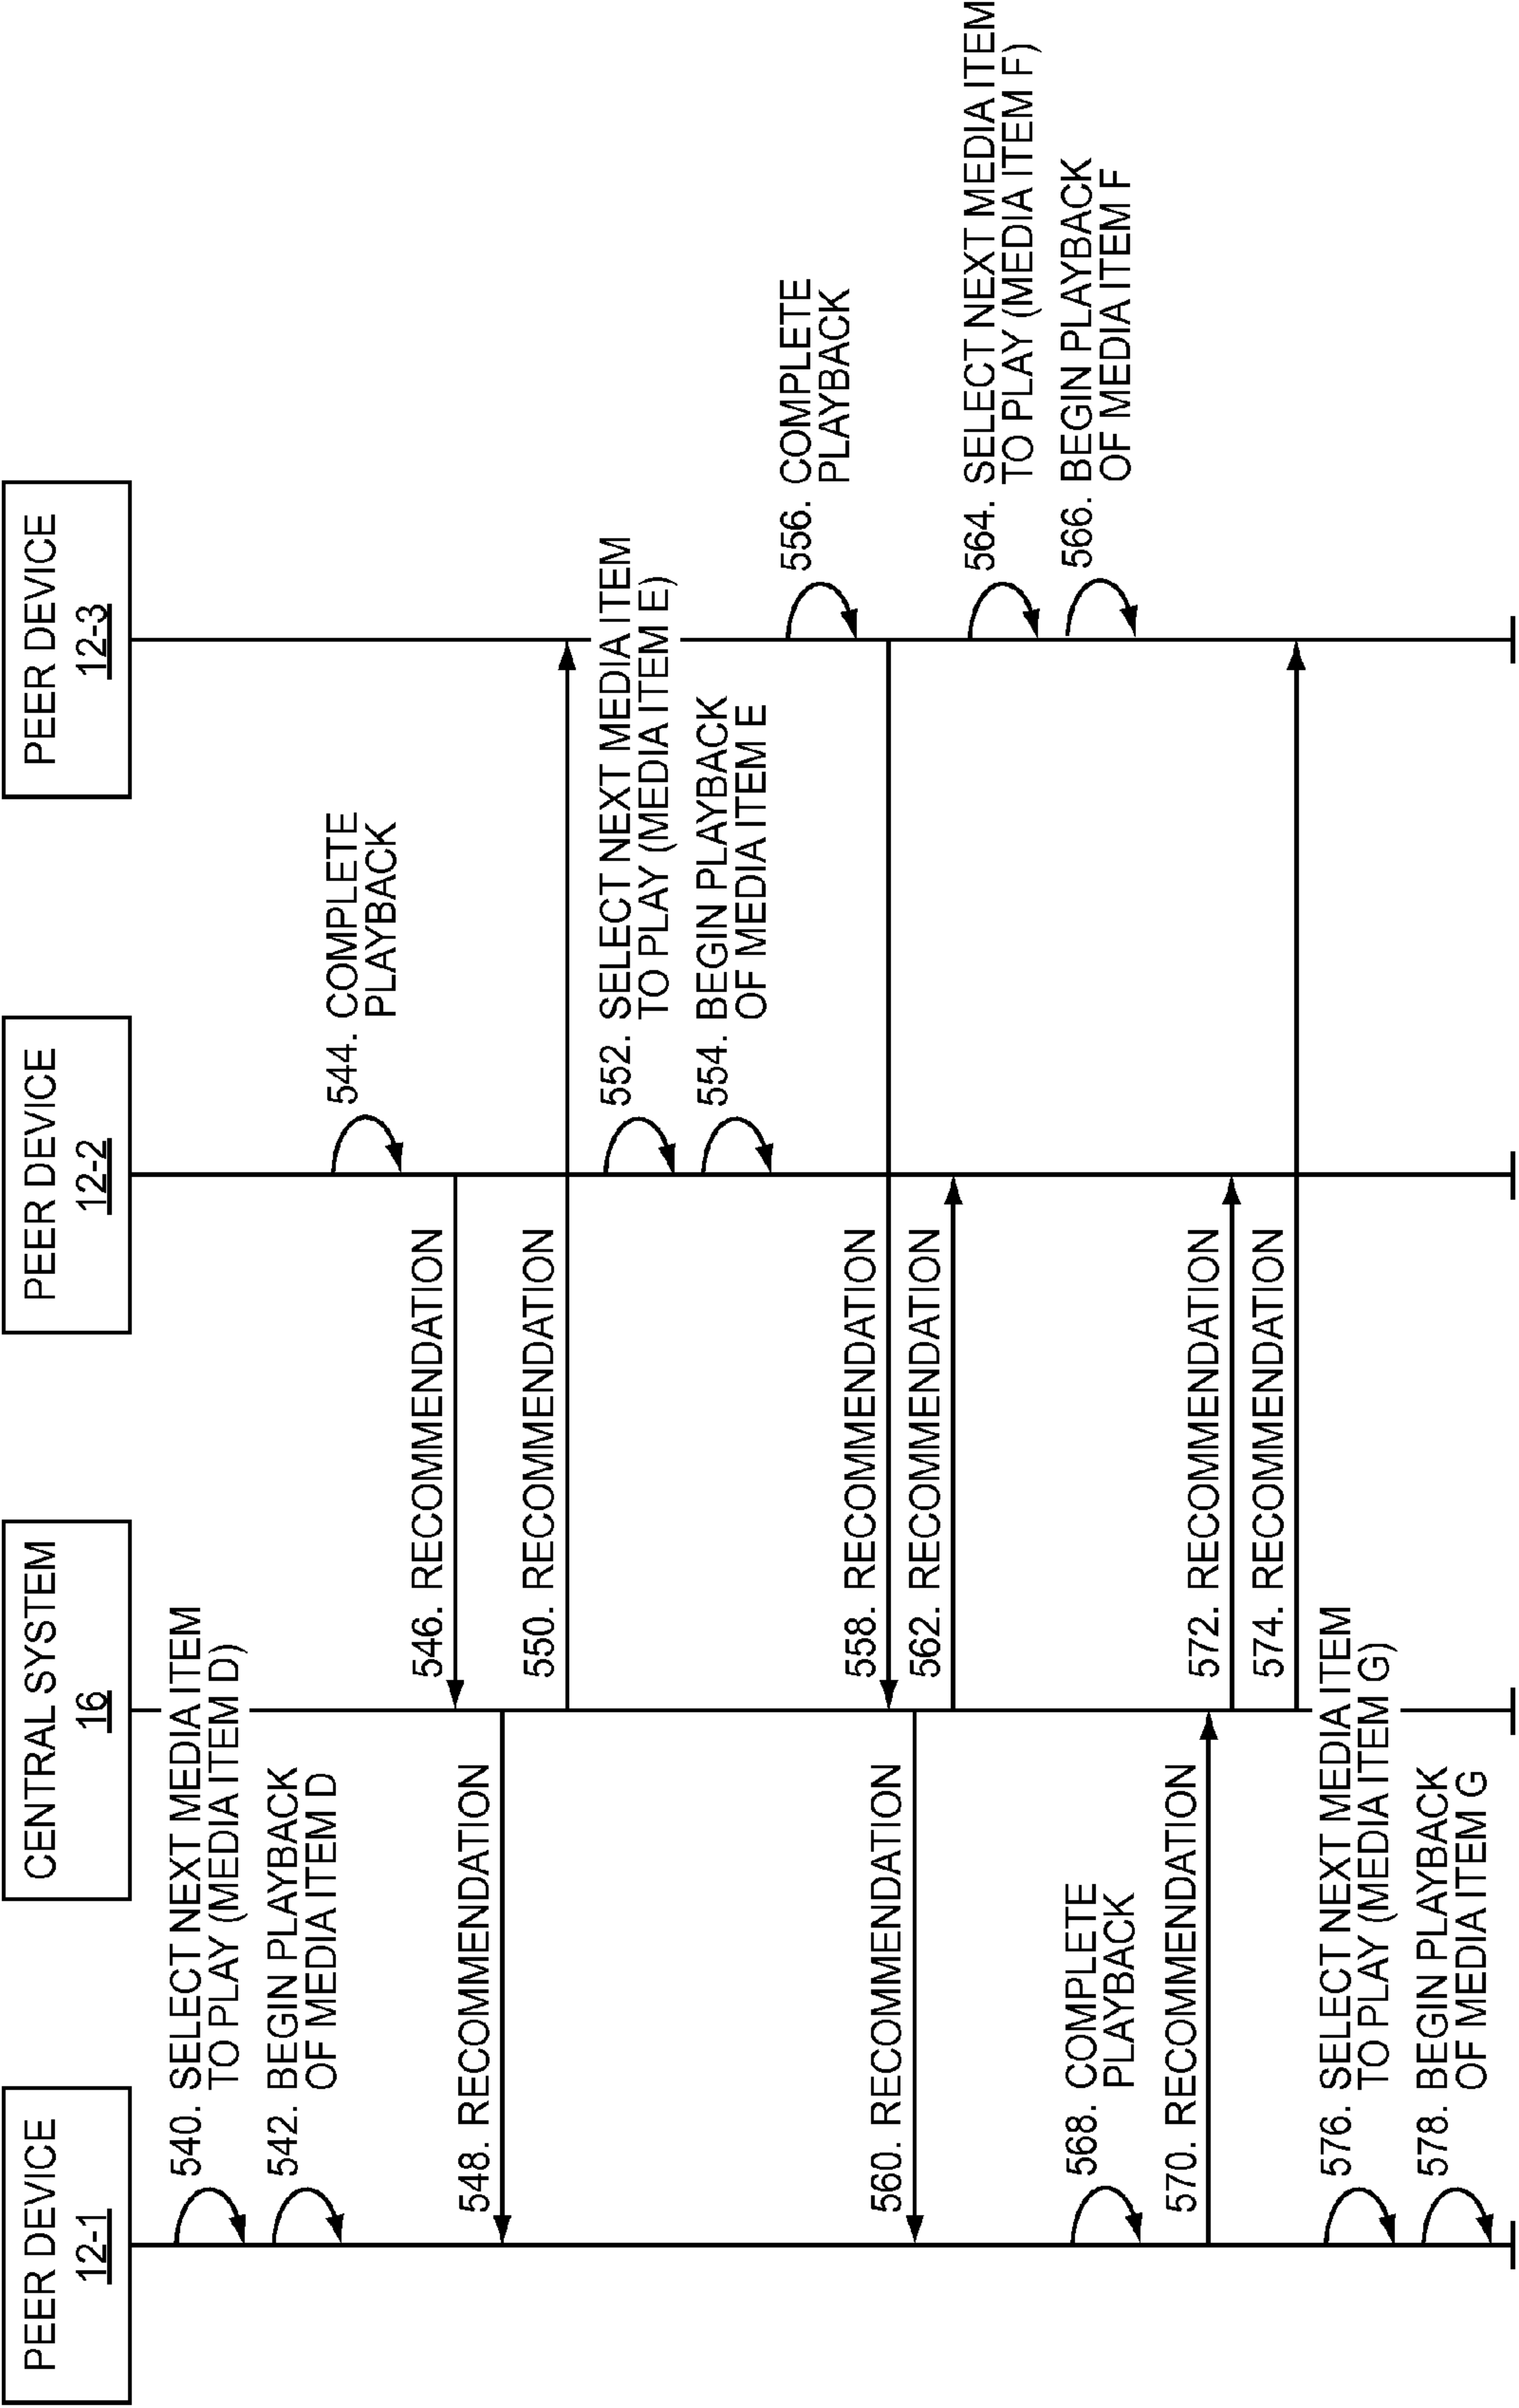 PEER DEVICE
12-1
CENTRAL SYSTEM
16
PEER DEVICE
12-2
PEER DEVICE
12-3
540. SELECT NEXT MEDIA ITEM
TO PLAY (MEDIA ITEM D)
542. BEGIN PLAYBACK
OF MEDIA ITEM D
544. COMPLETE
PLAYBACK
546. RECOMMENDATION
548. RECOMMENDATION
550. RECOMMENDATION
552. SELECT NEXT MEDIA ITEM
TO PLAY (MEDIA ITEM E)
554. BEGIN PLAYBACK
OF MEDIA ITEM E
556. COMPLETE
PLAYBACK
558. RECOMMENDATION
560. RECOMMENDATION
562. RECOMMENDATION
564. SELECT NEXT MEDIA ITEM
TO PLAY (MEDIA ITEM F)
566. BEGIN PLAYBACK
OF MEDIA ITEM F
568. COMPLETE
PLAYBACK
570. RECOMMENDATION
572. RECOMMENDATION
574. RECOMMENDATION
576. SELECT NEXT MEDIA ITEM
TO PLAY (MEDIA ITEM G)
578. BEGIN PLAYBACK
OF MEDIA ITEM G